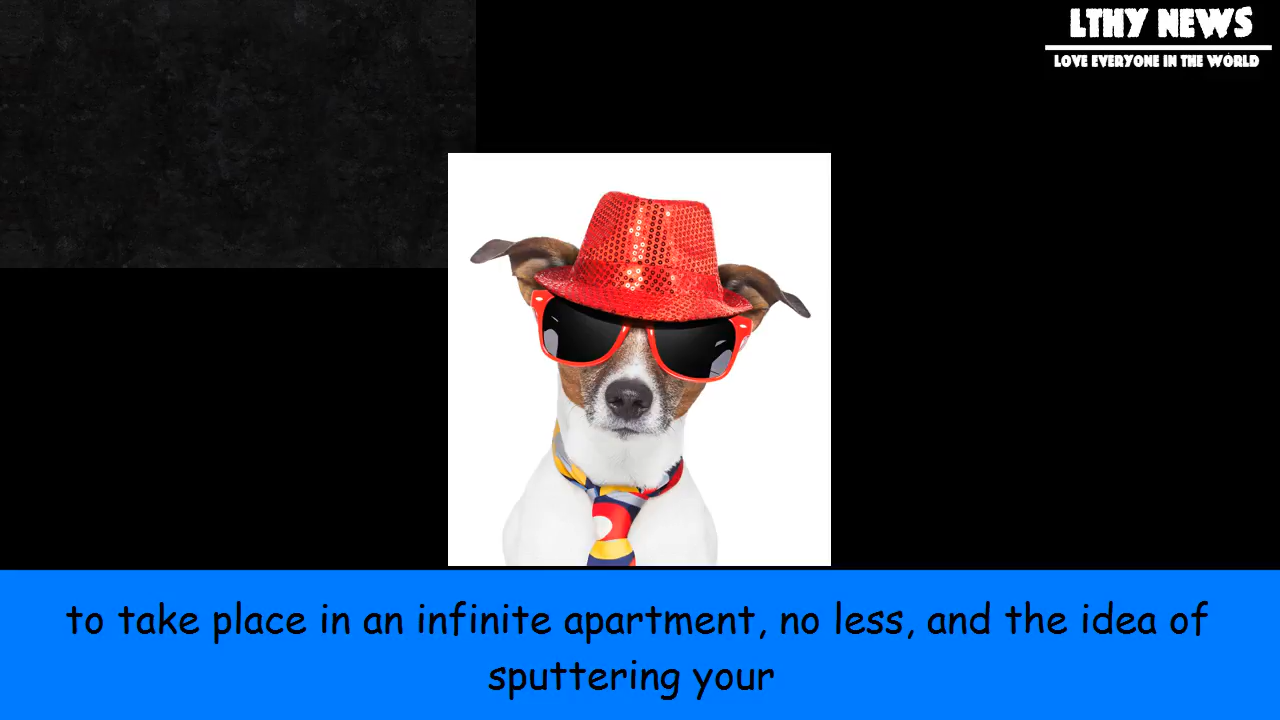 LTHY NEWS
LOVE EVERYONE IN THE WORLD
to take place in an infinite apartment, no less, and the idea of
sputtering your